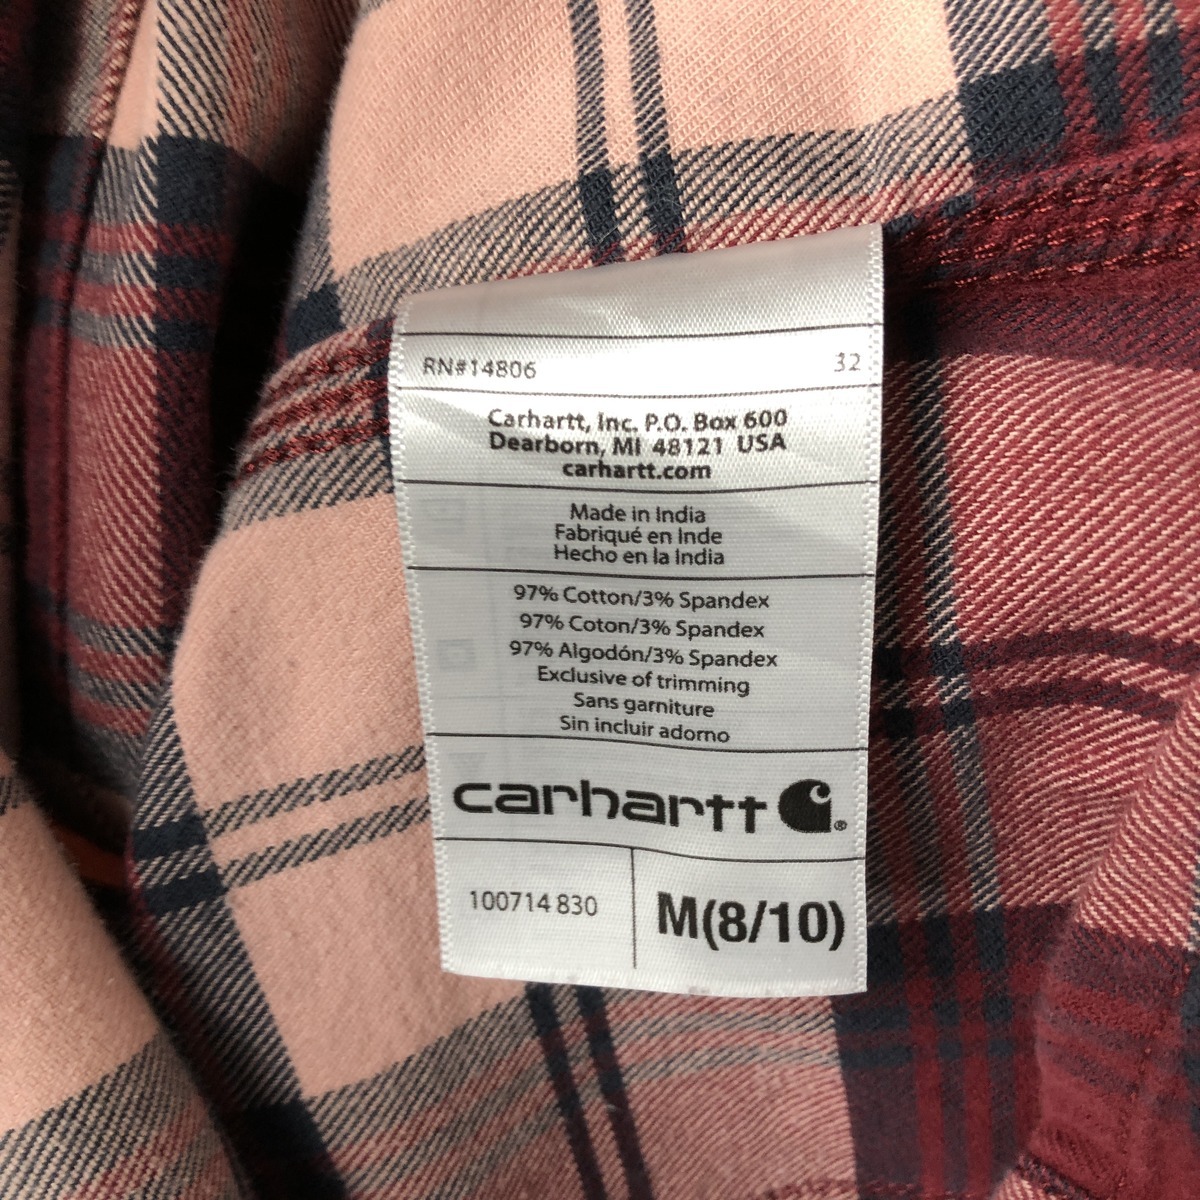 RN#14806 32
Carhartt, Inc. P.O. Box 600
Dearborn, MI 48121 USA
carhartt.com
Made in India
Fabriqué en Inde
Hecho en la India
97% Cotton/3% Spandex
97% Coton/3% Spandex
97% Algodón/3% Spandex
Exclusive of trimming
Sans garniture
Sin incluir adorno
carhartt ®
100714 830 M(8/10)